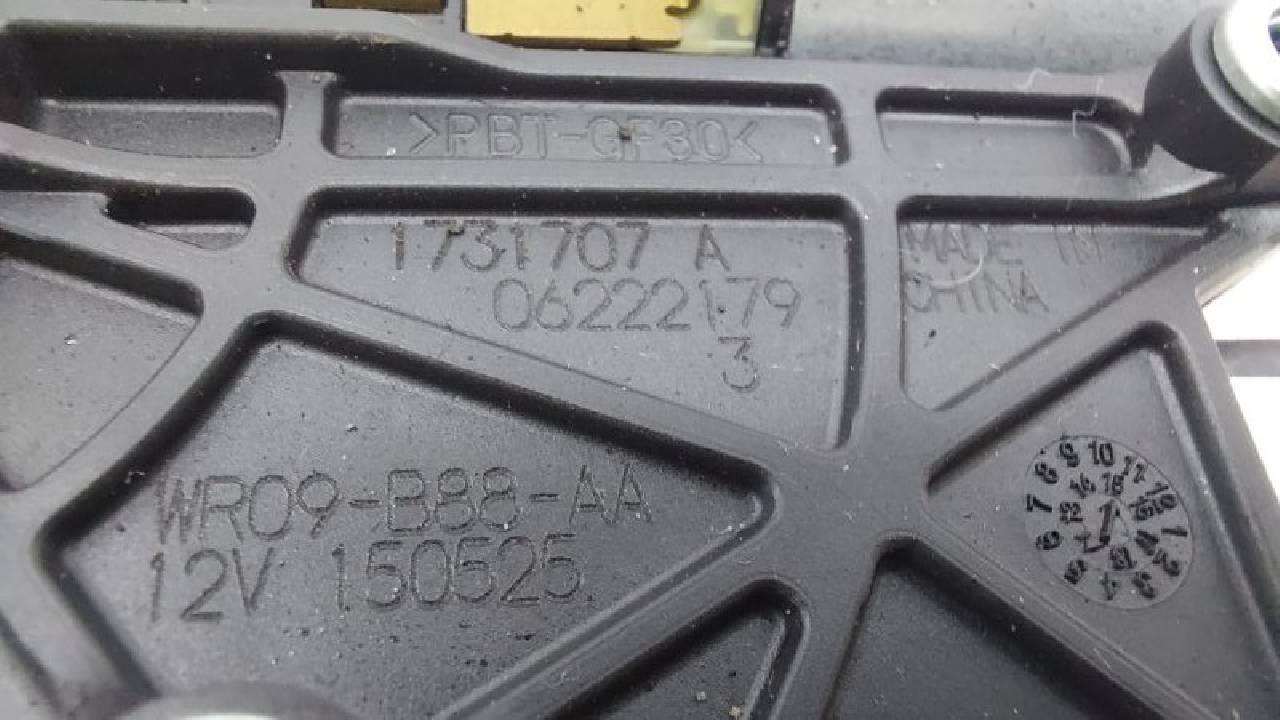 >PBT-GF30<
1731707 A
06222179
3
MADE IN
CHINA
WR09-B88-AA
12V 150525